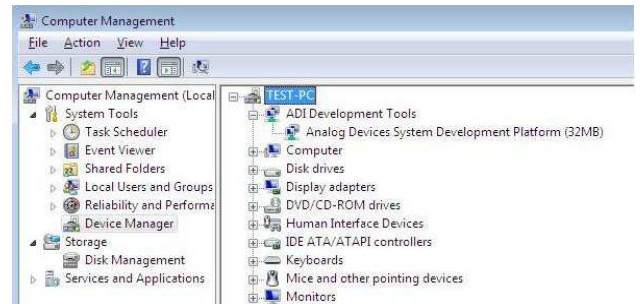 Computer Management
File Action View Help
Computer Management (Local
System Tools
Task Scheduler
Event Viewer
Shared Folders
Local Users and Groups
Reliability and Performa
Device Manager
Storage
Disk Management
Services and Applications
TEST-PC
ADI Development Tools
Analog Devices System Development Platform (32MB)
Computer
Disk drives
Display adapters
DVD/CD-ROM drives
Human Interface Devices
IDE ATA/ATAPI controllers
Keyboards
Mice and other pointing devices
Monitors